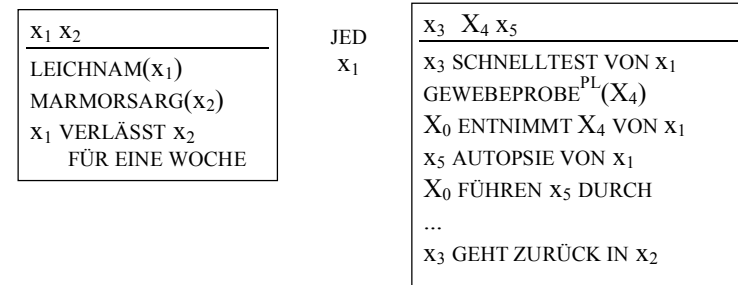 x₁ x₂
LEICHNAM(x₁)
MARMORSARG(x₂)
x₁ VERLÄSST x₂
FÜR EINE WOCHE
JED
x₁
x₃ X₄ x₅
x₃ SCHNELLTEST VON x₁
GEWEBEPROBEᴾᴸ(X₄)
X₀ ENTNIMMT X₄ VON x₁
x₅ AUTOPSIE VON x₁
X₀ FÜHREN x₅ DURCH
...
x₃ GEHT ZURÜCK IN x₂